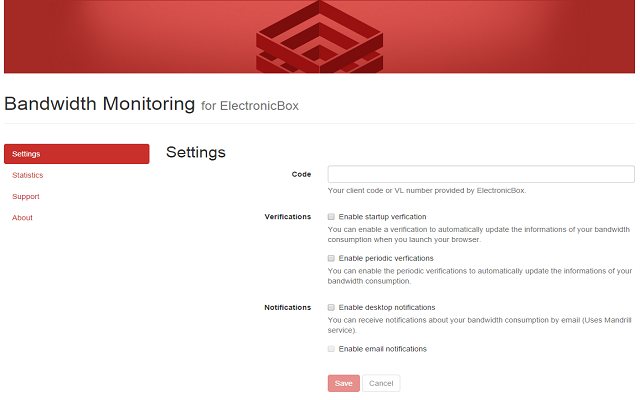 Bandwidth Monitoring for ElectronicBox
Settings
Statistics
Support
About
Settings
Code
Your client code or VL number provided by ElectronicBox.
Verifications
Enable startup verfication
You can enable a verification to automatically update the informations of your bandwidth
consumption when you launch your browser.
Enable periodic verfications
You can enable the periodic verifications to automatically update the informations of your
bandwidth consumption.
Notifications
Enable desktop notifications
You can receive notifications about your bandwidth consumption by email (Uses Mandrill
service).
Enable email notifications
Save
Cancel